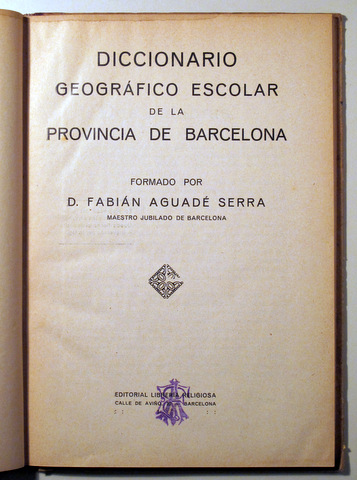 DICCIONARIO
GEOGRÁFICO ESCOLAR
DE LA
PROVINCIA DE BARCELONA
FORMADO POR
D. FABIÁN AGUADÉ SERRA
MAESTRO JUBILADO DE BARCELONA
EDITORIAL LIBRERÍA RELIGIOSA
CALLE DE AVIÑÓ, BARCELONA
:: ::